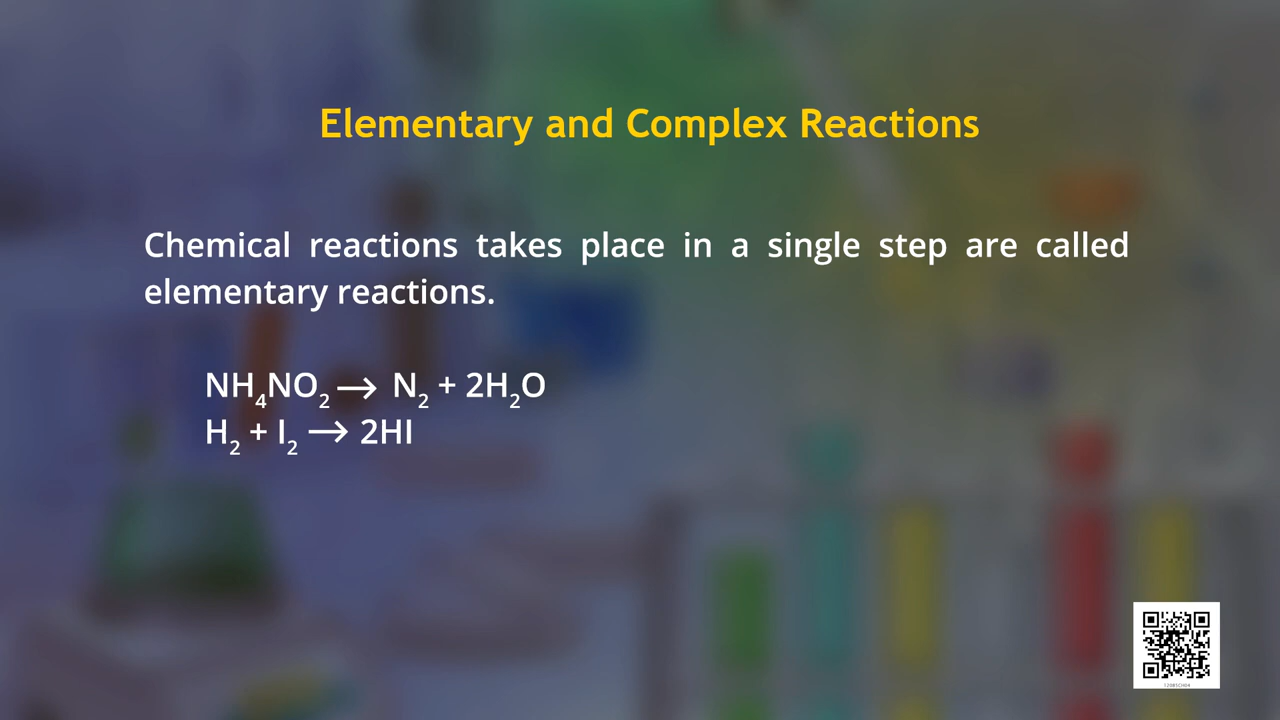 Elementary and Complex Reactions
Chemical reactions takes place in a single step are called
elementary reactions.
NH₄NO₂ → N₂ + 2H₂O
H₂ + I₂ → 2HI